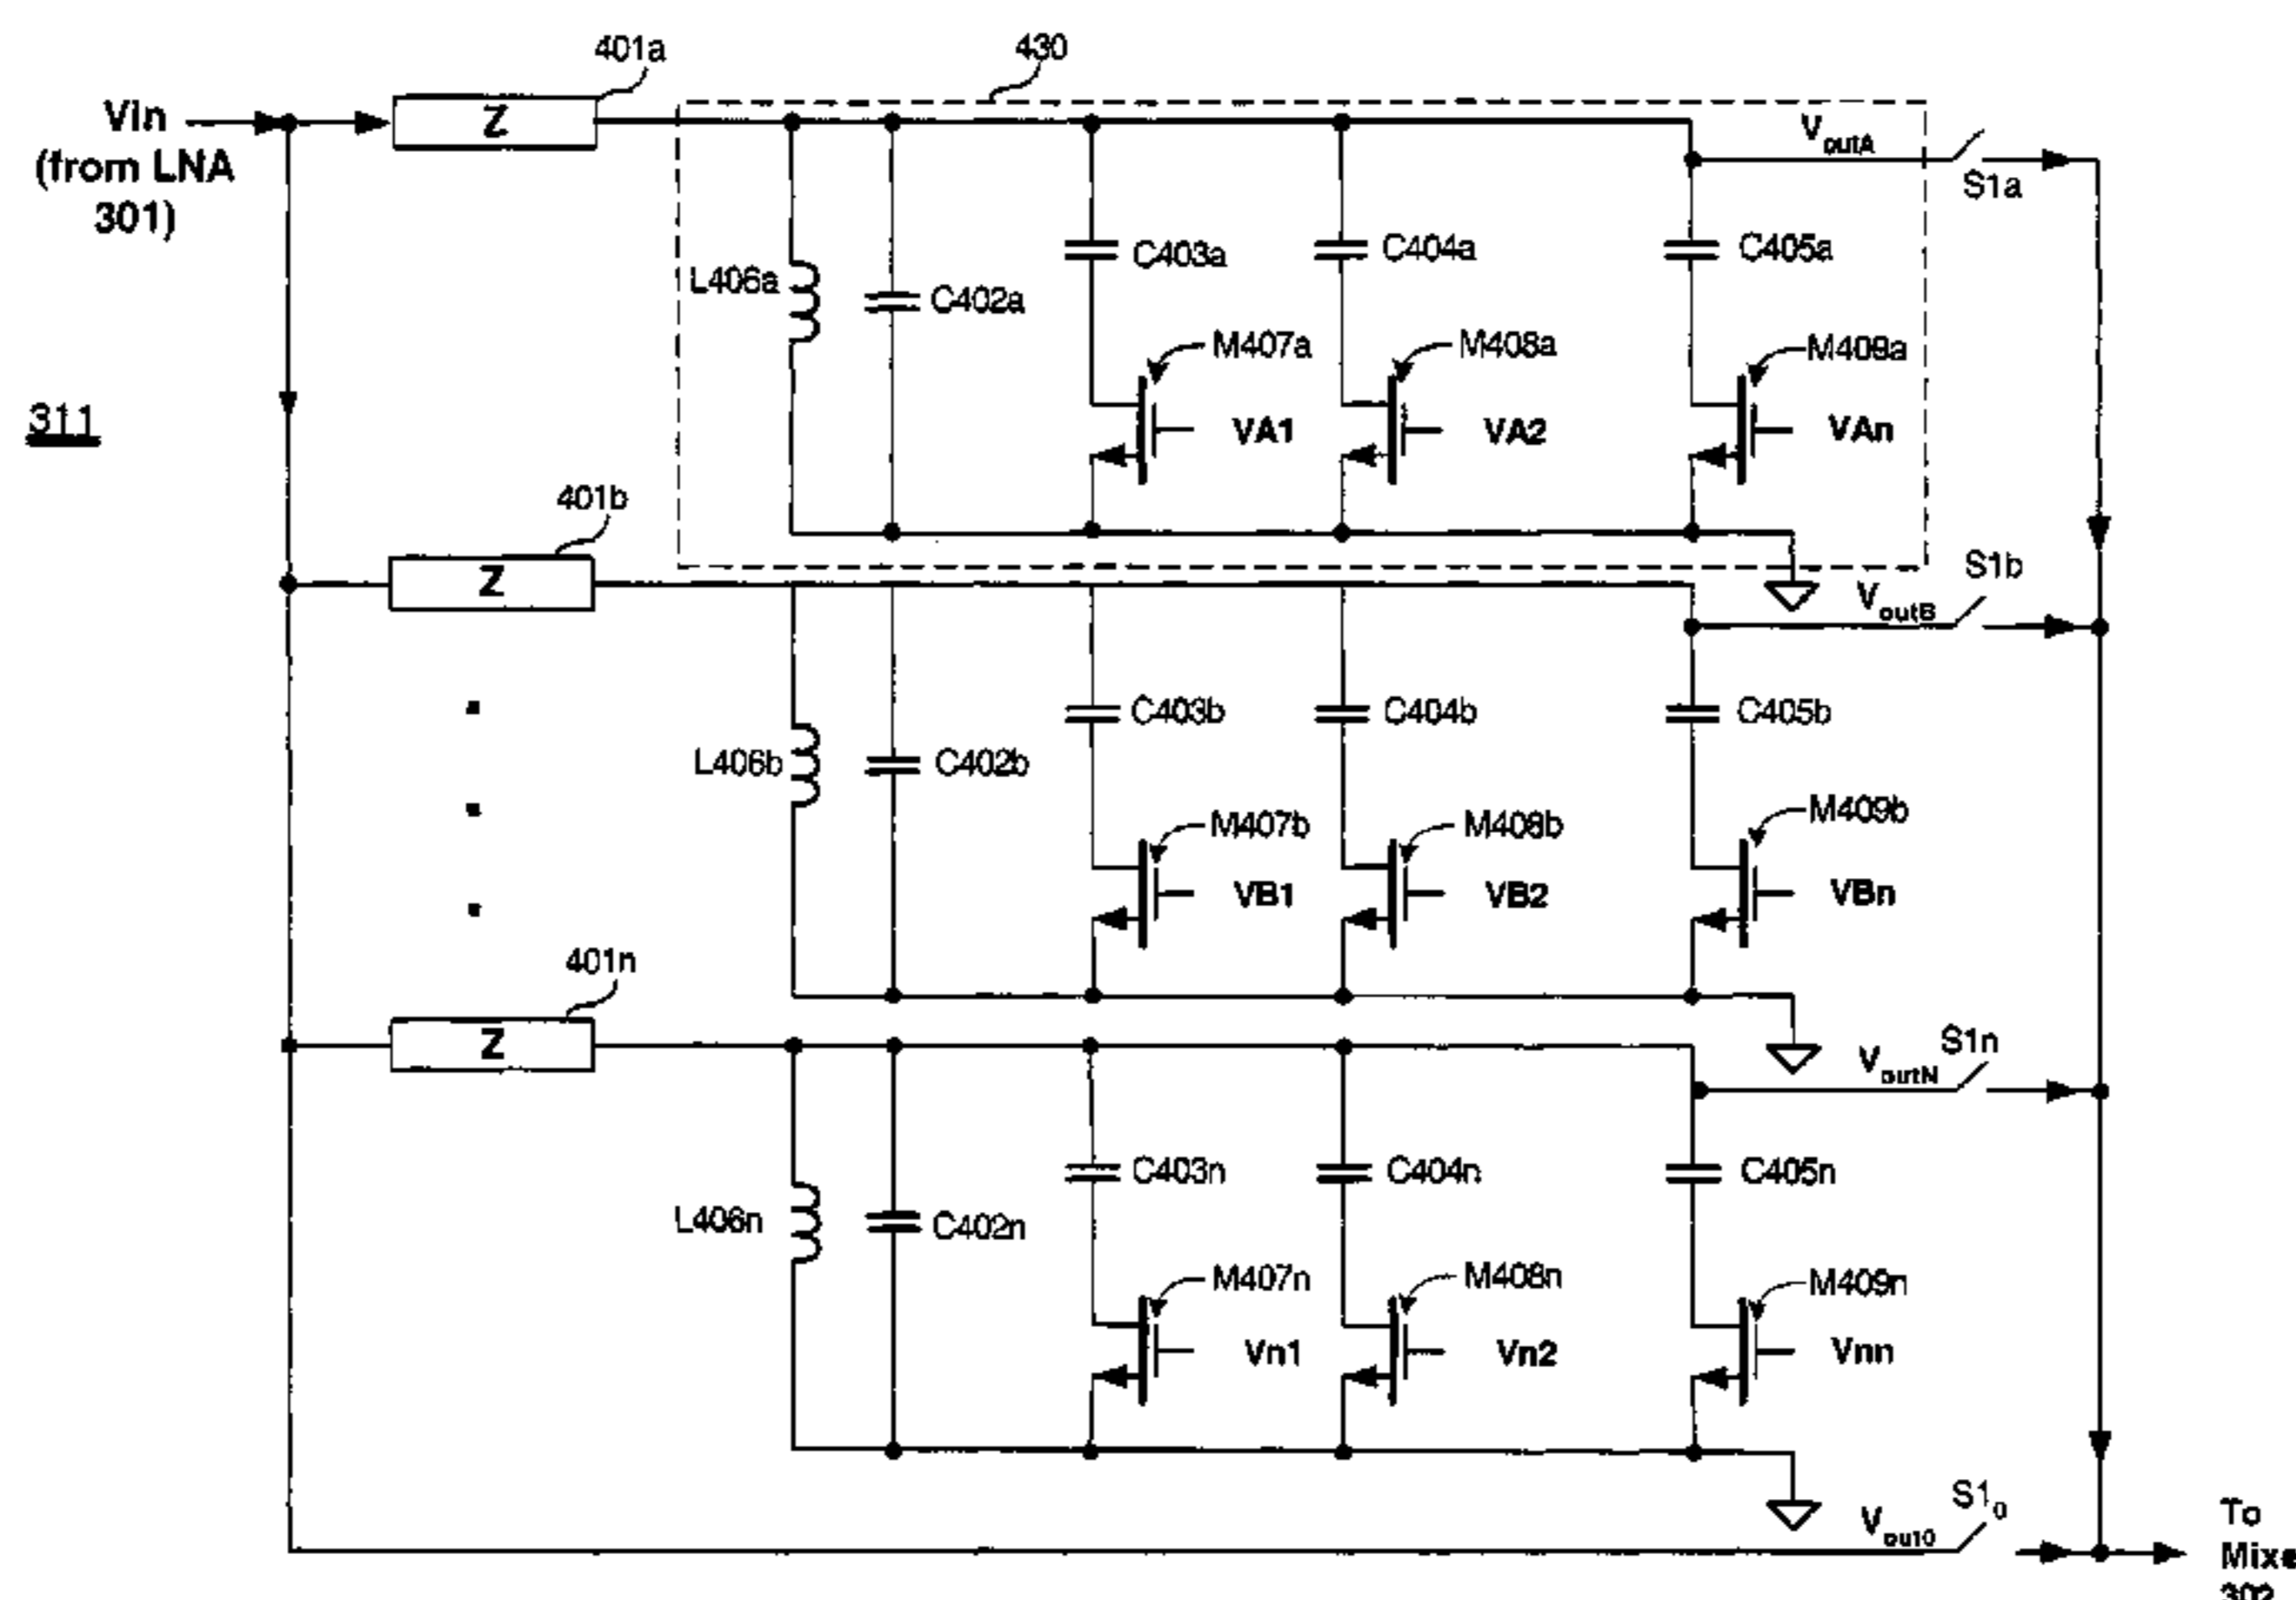 401a
430
Vin
(from LNA
301)
Z
VoutA
S1a
L406a
C402a
C403a
C404a
C405a
M407a
M408a
M409a
VA1
VA2
VAn
311
401b
Z
VoutB
S1b
L406b
C402b
C403b
C404b
C405b
M407b
M408b
M409b
VB1
VB2
VBn
401n
Z
VoutN
S1n
L406n
C402n
C403n
C404n
C405n
M407n
M408n
M409n
Vn1
Vn2
Vnn
Vout0
S10
To
Mixe
302